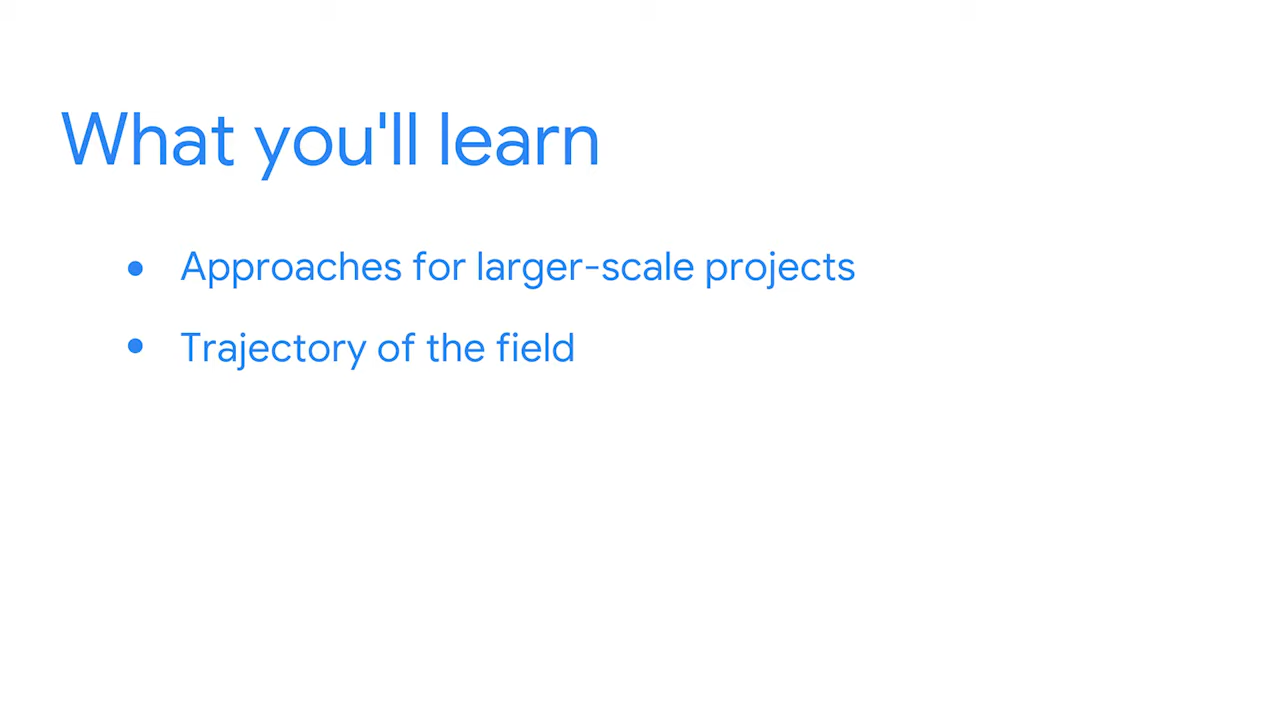 What you'll learn
• Approaches for larger-scale projects
• Trajectory of the field